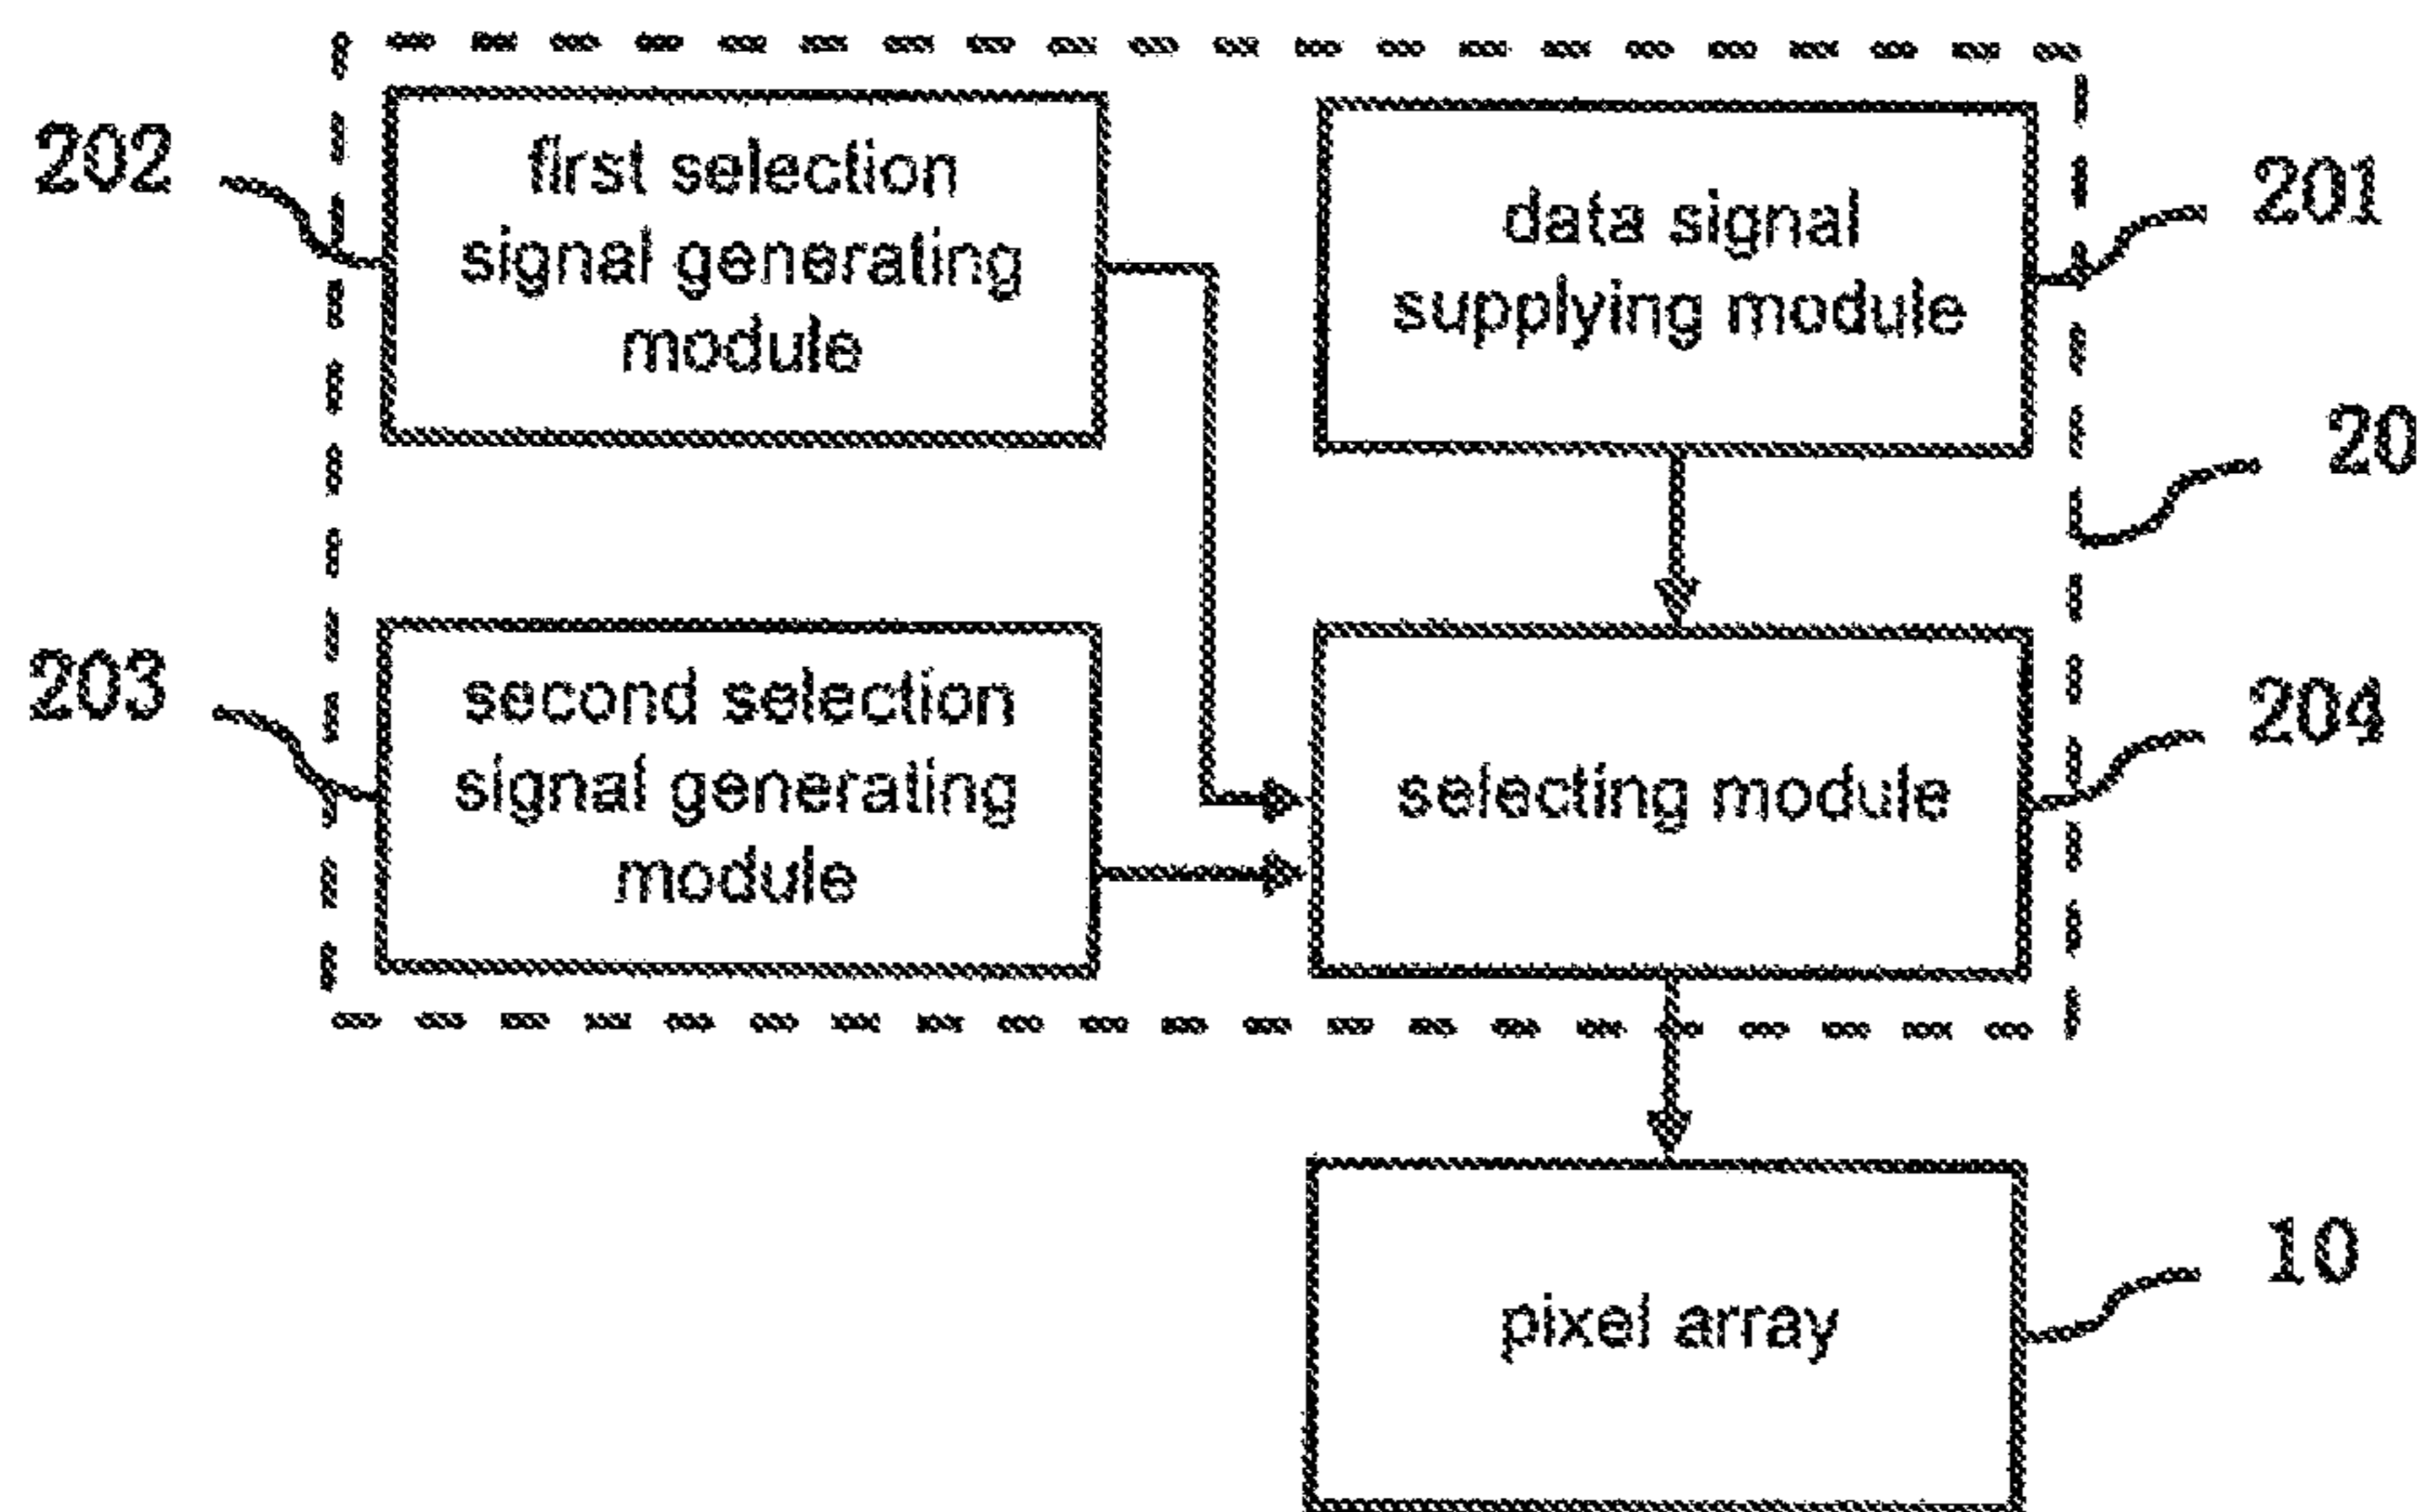 202
first selection
signal generating
module
data signal
supplying module
201
20
203
second selection
signal generating
module
selecting module
204
pixel array
10